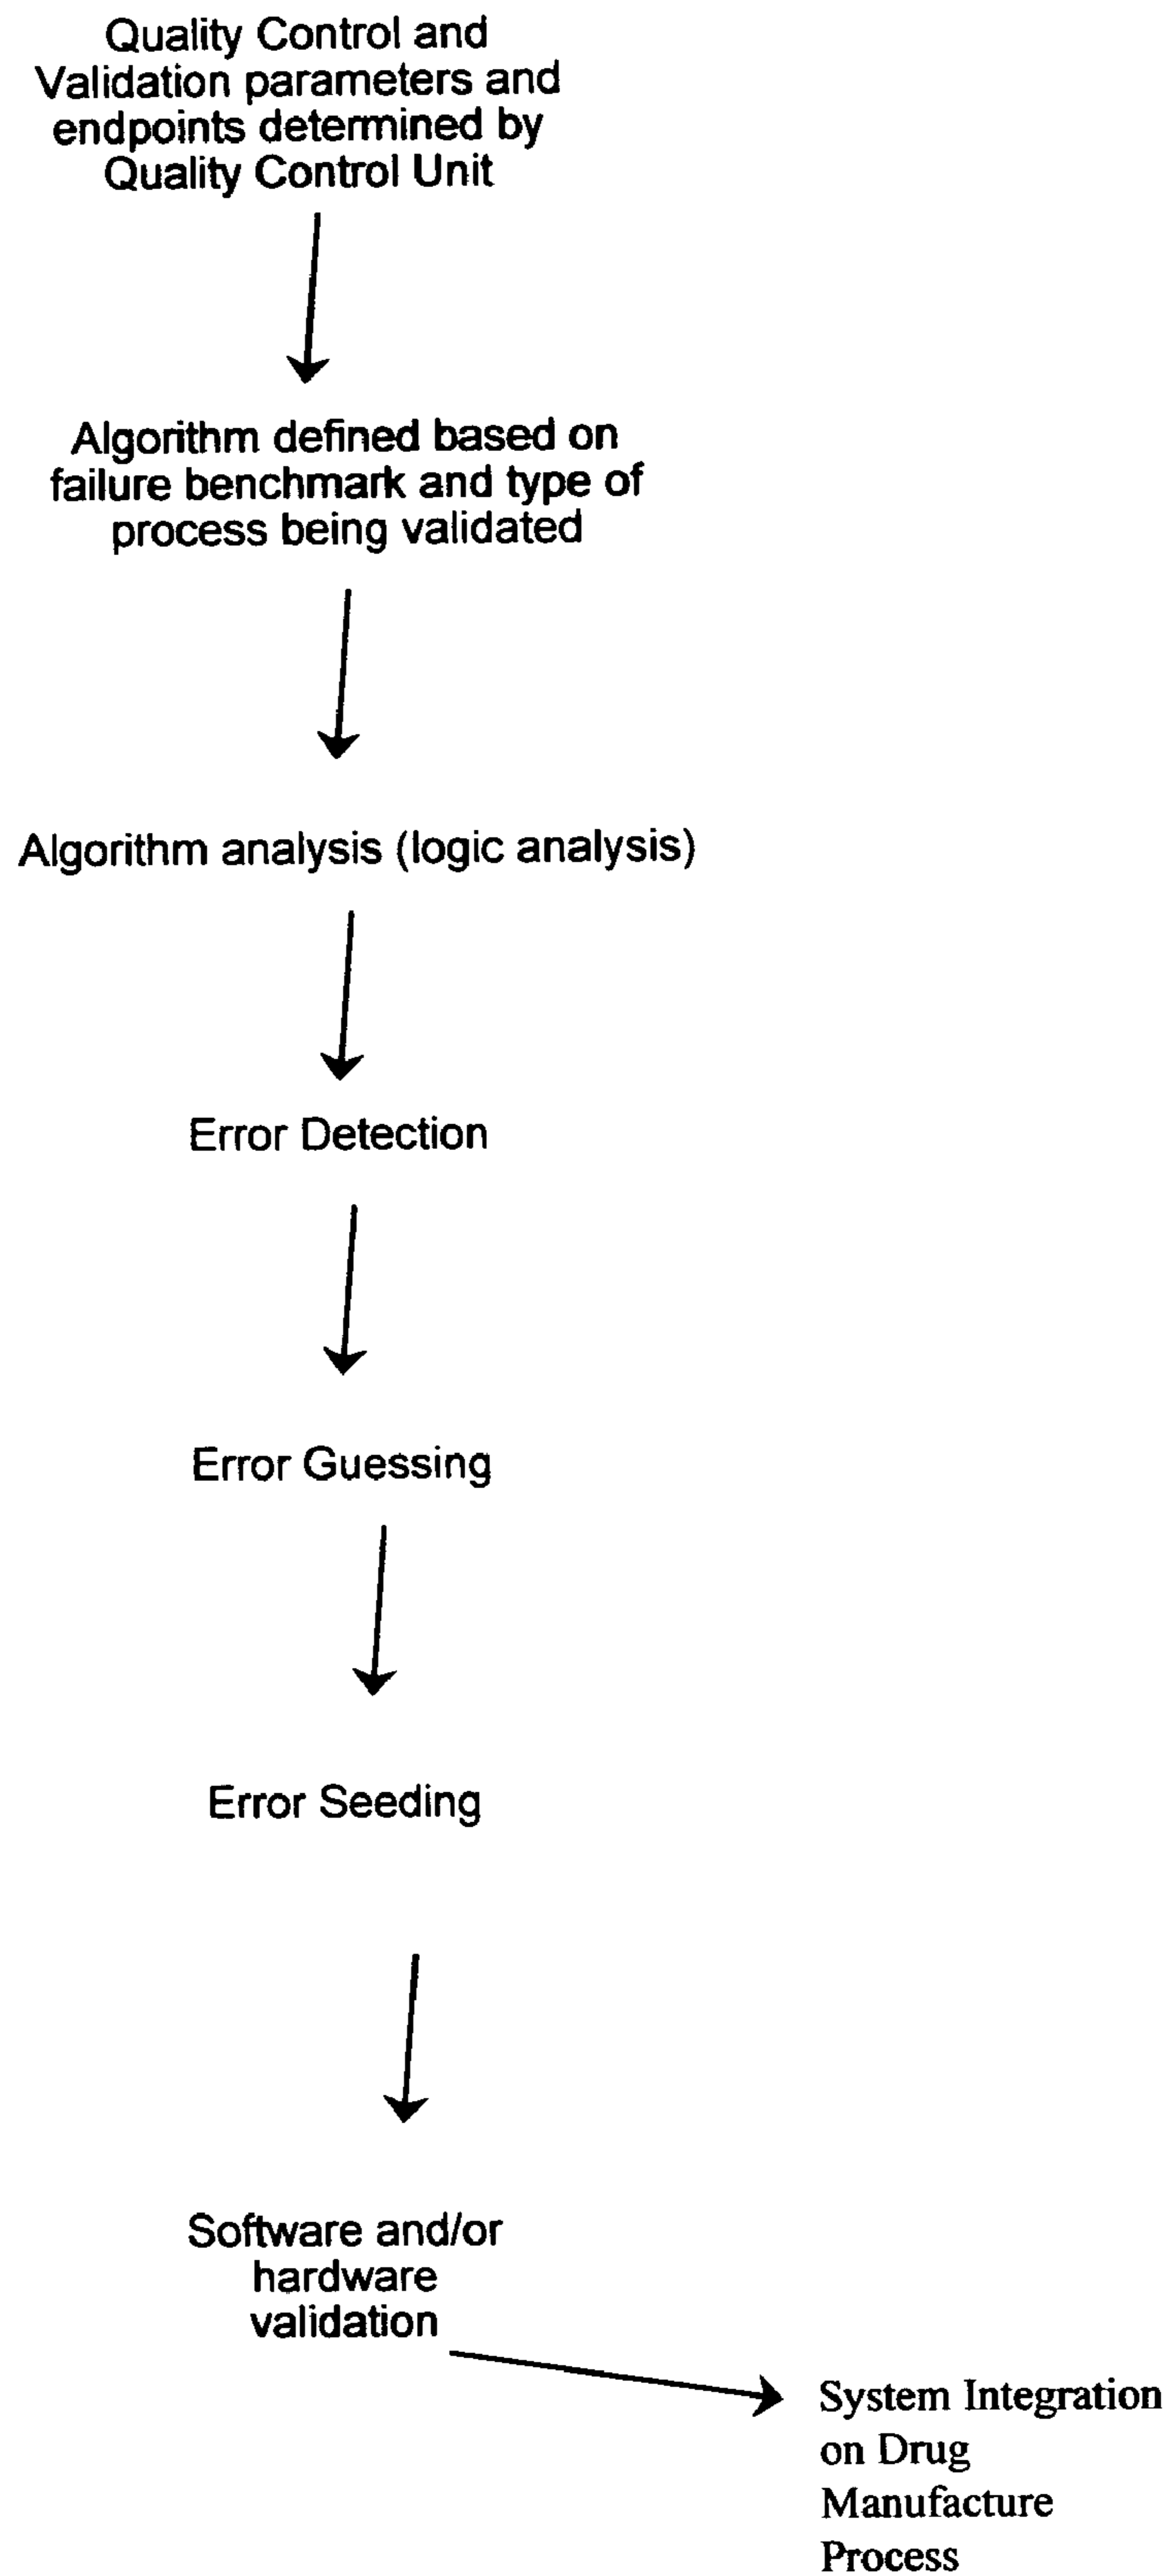 Quality Control and
Validation parameters and
endpoints determined by
Quality Control Unit
Algorithm defined based on
failure benchmark and type of
process being validated
Algorithm analysis (logic analysis)
Error Detection
Error Guessing
Error Seeding
Software and/or
hardware
validation
System Integration
on Drug
Manufacture
Process